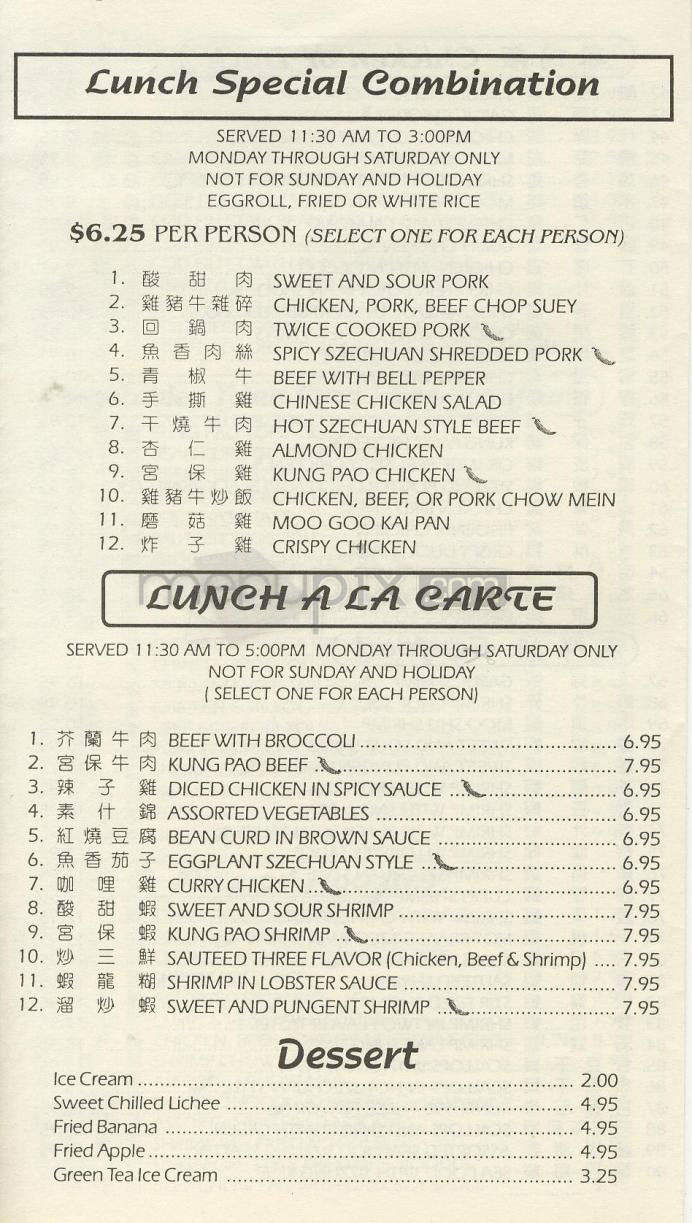 Lunch Special Combination
SERVED 11:30 AM TO 3:00PM
MONDAY THROUGH SATURDAY ONLY
NOT FOR SUNDAY AND HOLIDAY
EGGROLL, FRIED OR WHITE RICE
$6.25 PER PERSON (SELECT ONE FOR EACH PERSON)
1. 酸甜肉 SWEET AND SOUR PORK
2. 雞豬牛雜碎 CHICKEN, PORK, BEEF CHOP SUEY
3. 回鍋肉 TWICE COOKED PORK
4. 魚香肉絲 SPICY SZECHUAN SHREDDED PORK
5. 青椒牛 BEEF WITH BELL PEPPER
6. 手撕雞 CHINESE CHICKEN SALAD
7. 干燒牛肉 HOT SZECHUAN STYLE BEEF
8. 杏仁雞 ALMOND CHICKEN
9. 宮保雞 KUNG PAO CHICKEN
10. 雞豬牛炒飯 CHICKEN, BEEF, OR PORK CHOW MEIN
11. 磨菇雞 MOO GOO KAI PAN
12. 炸子雞 CRISPY CHICKEN
LUNCH A LA CARTE
SERVED 11:30 AM TO 5:00PM MONDAY THROUGH SATURDAY ONLY
NOT FOR SUNDAY AND HOLIDAY
( SELECT ONE FOR EACH PERSON)
1. 芥蘭牛肉 BEEF WITH BROCCOLI 6.95
2. 宮保牛肉 KUNG PAO BEEF 7.95
3. 辣子雞 DICED CHICKEN IN SPICY SAUCE 6.95
4. 素什錦 ASSORTED VEGETABLES 6.95
5. 紅燒豆腐 BEAN CURD IN BROWN SAUCE 6.95
6. 魚香茄子 EGGPLANT SZECHUAN STYLE 6.95
7. 咖哩雞 CURRY CHICKEN 6.95
8. 酸甜蝦 SWEET AND SOUR SHRIMP 7.95
9. 宮保蝦 KUNG PAO SHRIMP 7.95
10. 炒三鮮 SAUTEED THREE FLAVOR (Chicken, Beef & Shrimp) 7.95
11. 蝦龍糊 SHRIMP IN LOBSTER SAUCE 7.95
12. 溜炒蝦 SWEET AND PUNGENT SHRIMP 7.95
Dessert
Ice Cream 2.00
Sweet Chilled Lichee 4.95
Fried Banana 4.95
Fried Apple 4.95
Green Tea Ice Cream 3.25